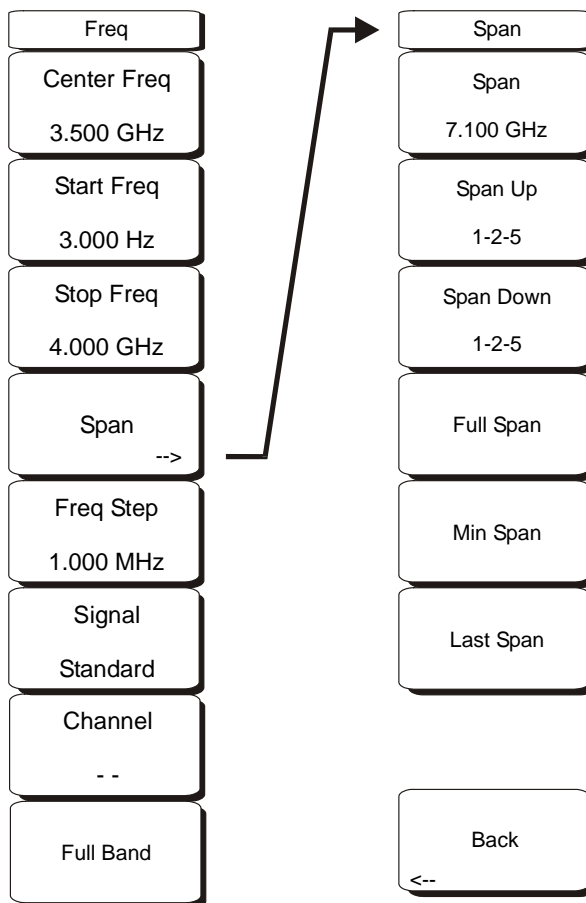 Freq
Center Freq
3.500 GHz
Start Freq
3.000 Hz
Stop Freq
4.000 GHz
Span
-->
Freq Step
1.000 MHz
Signal
Standard
Channel
- -
Full Band
Span
Span
7.100 GHz
Span Up
1-2-5
Span Down
1-2-5
Full Span
Min Span
Last Span
Back
<--